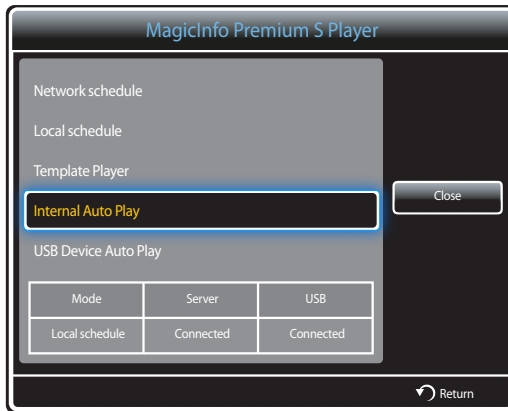 MagicInfo Premium S Player
Network schedule
Local schedule
Template Player
Internal Auto Play
USB Device Auto Play
Close
Mode Server USB
Local schedule Connected Connected
Return